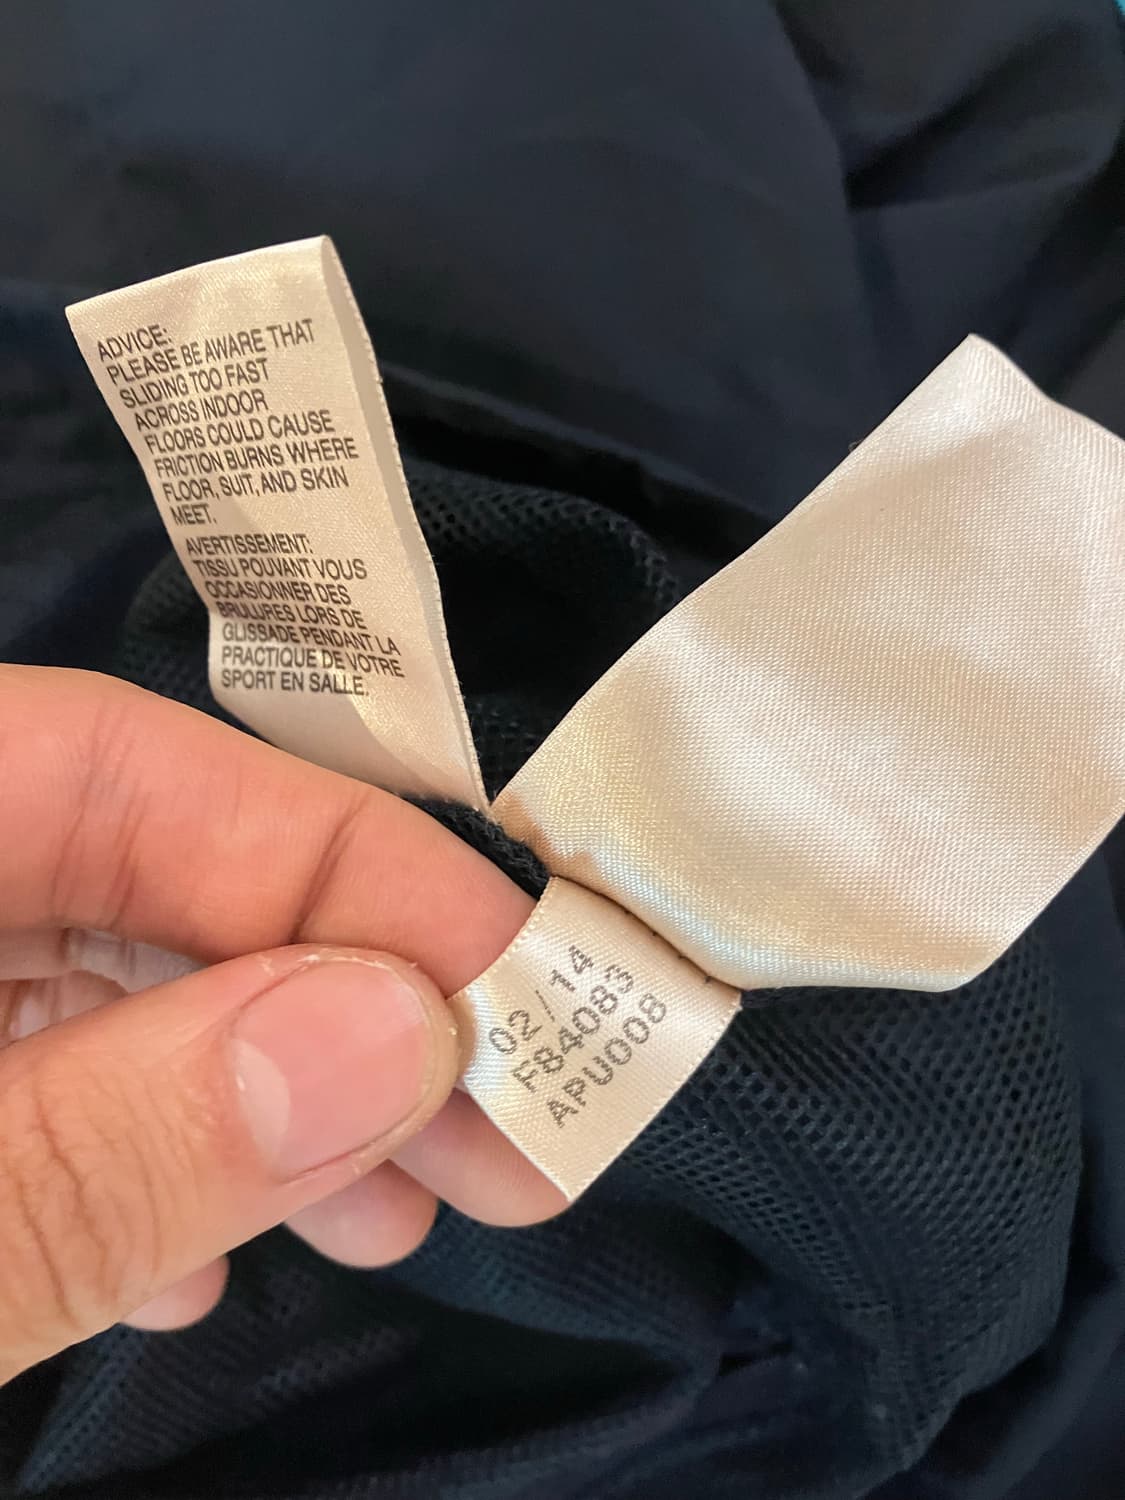 ADVICE:
PLEASE BE AWARE THAT
SLIDING TOO FAST
ACROSS INDOOR
FLOORS COULD CAUSE
FRICTION BURNS WHERE
FLOOR, SUIT, AND SKIN
MEET.
AVERTISSEMENT:
TISSU POUVANT VOUS
OCCASIONNER DES
BRULURES LORS DE
GLISSADE PENDANT LA
PRACTIQUE DE VOTRE
SPORT EN SALLE.
02/14
F84083
APU008